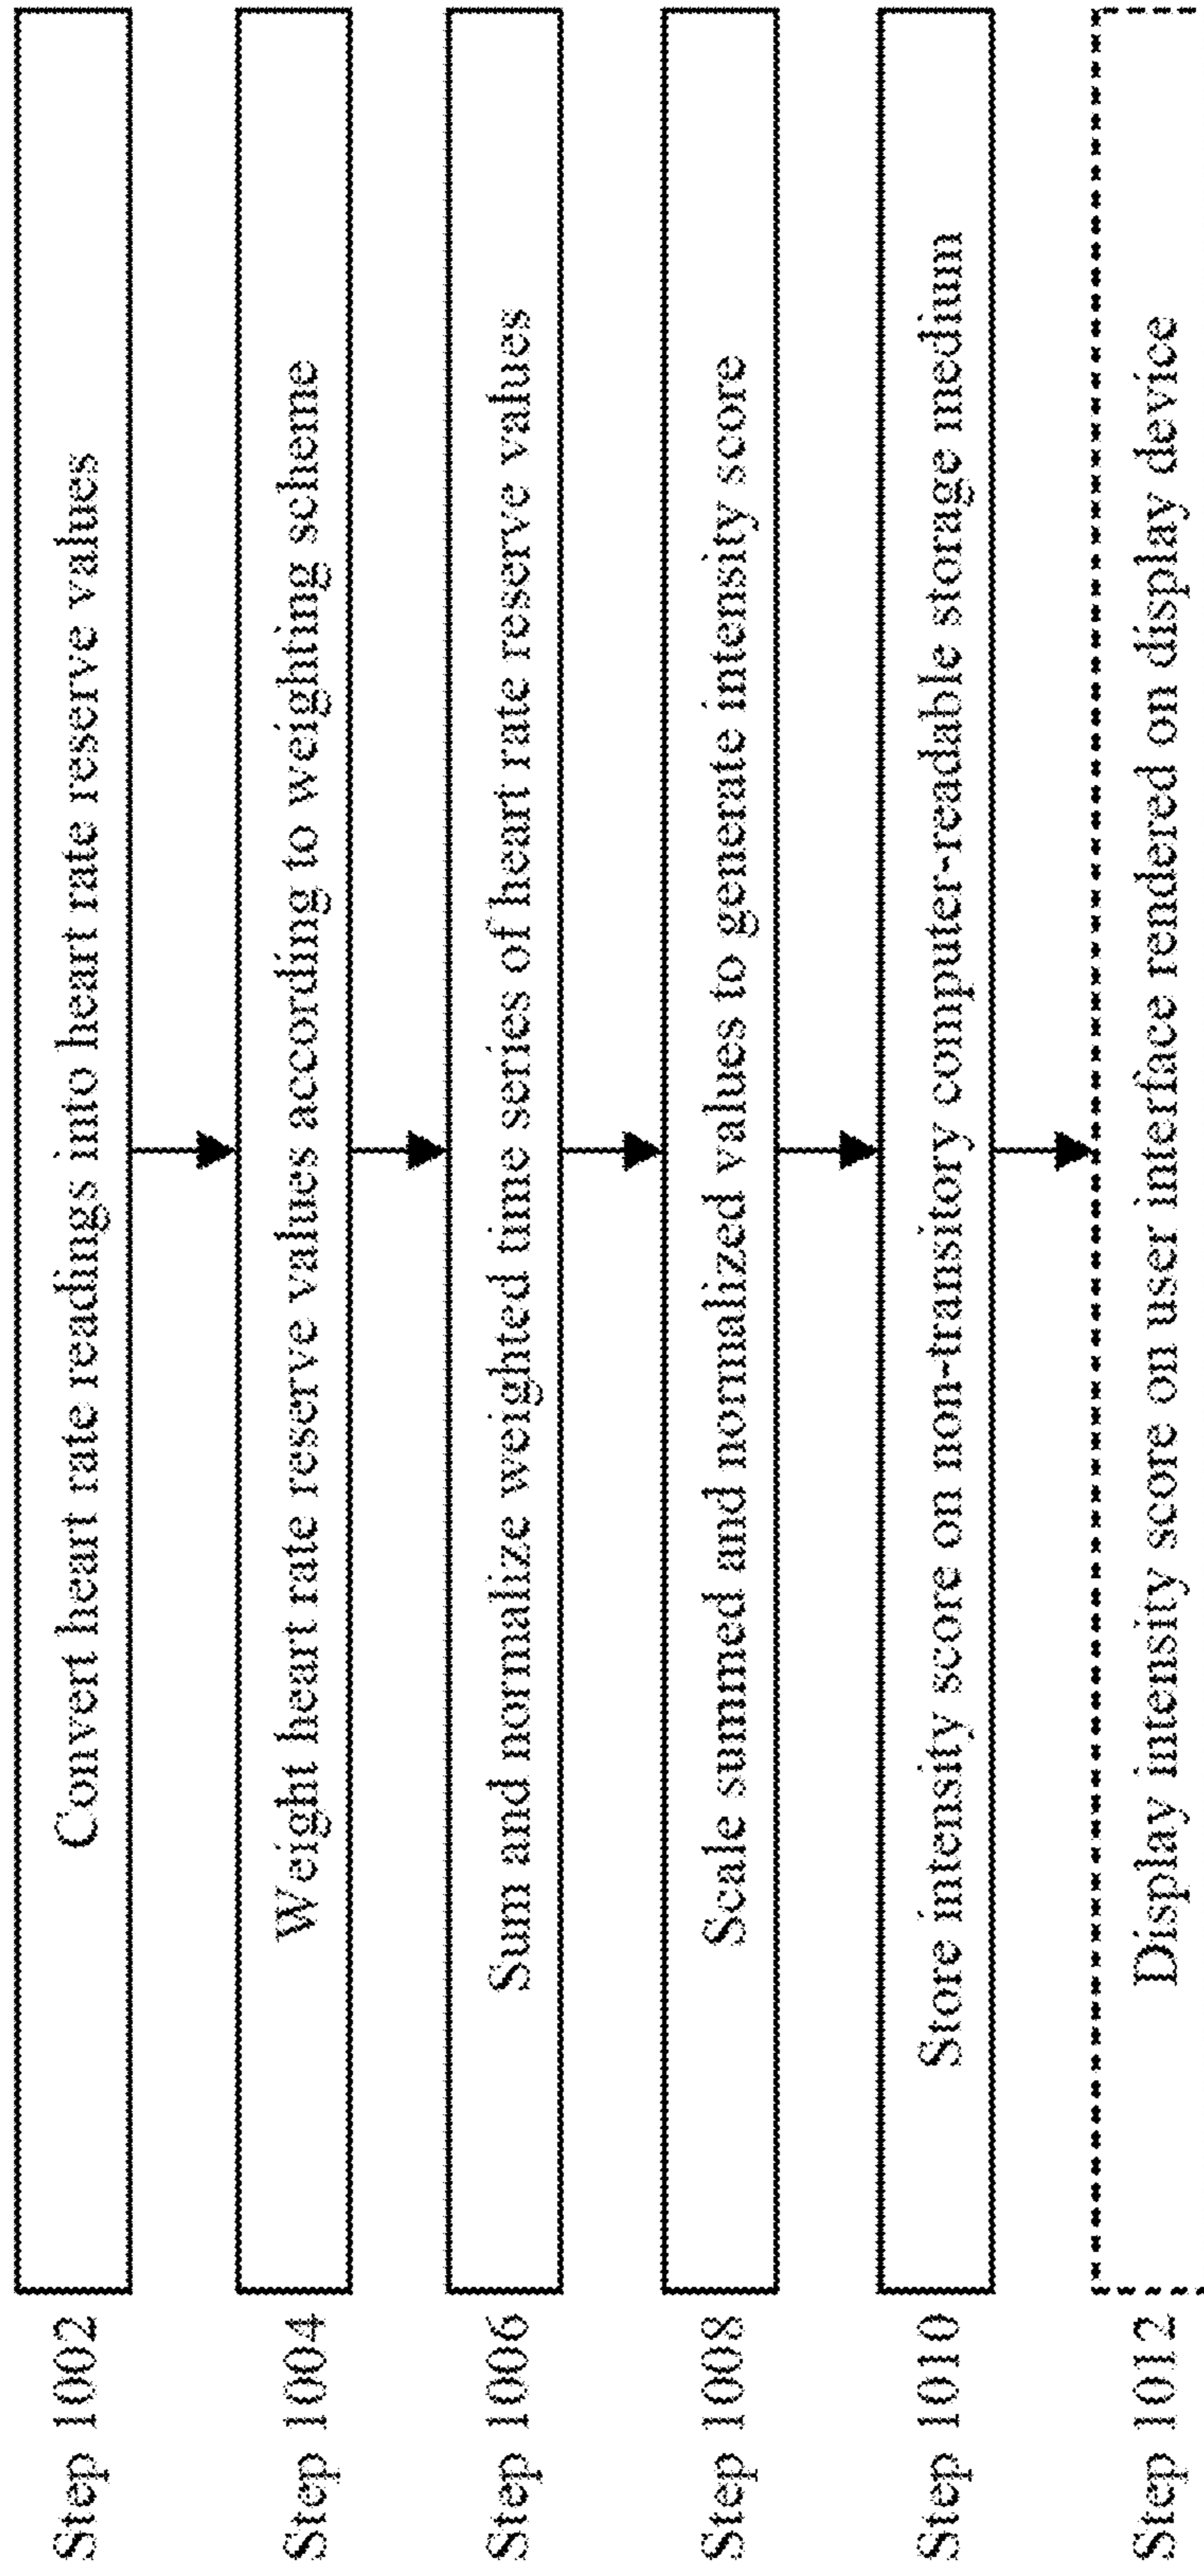 Step 1002
Convert heart rate readings into heart rate reserve values
Step 1004
Weight heart rate reserve values according to weighting scheme
Step 1006
Sum and normalize weighted time series of heart rate reserve values
Step 1008
Scale summed and normalized values to generate intensity score
Step 1010
Store intensity score on non-transitory computer-readable storage medium
Step 1012
Display intensity score on user interface rendered on display device